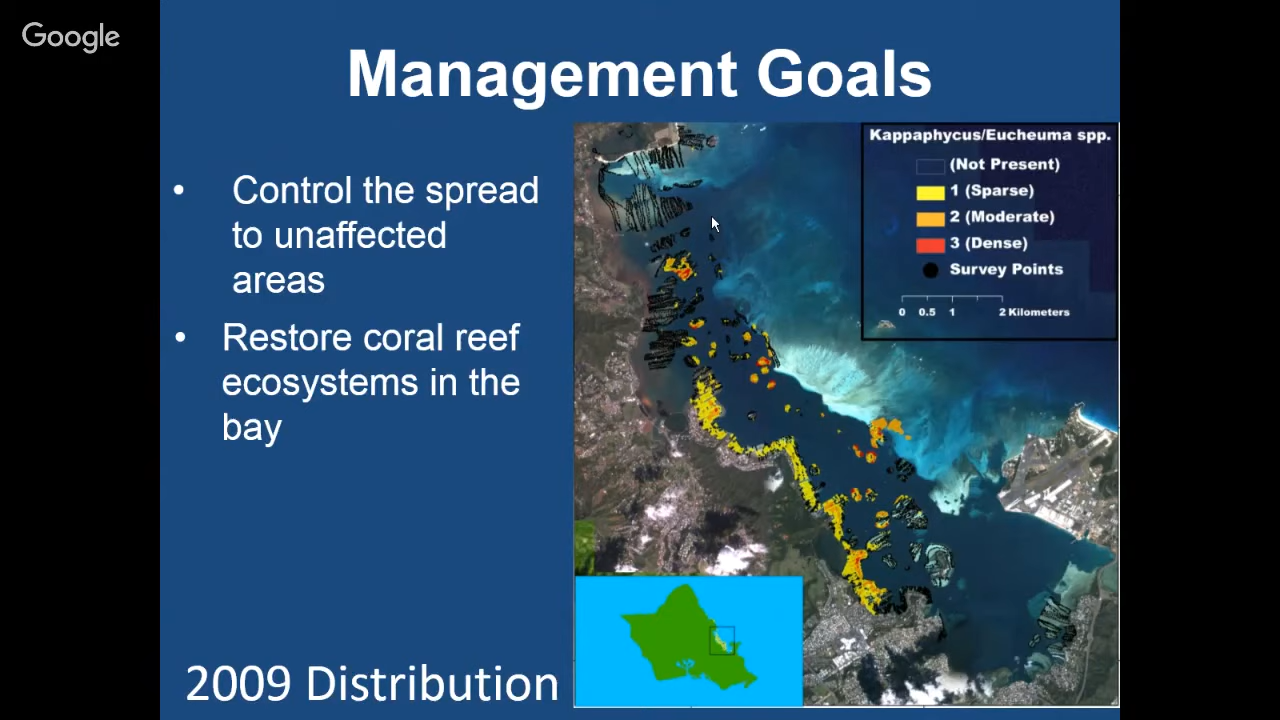 Google
Management Goals
• Control the spread
to unaffected
areas
• Restore coral reef
ecosystems in the
bay
2009 Distribution
Kappaphycus/Eucheuma spp.
(Not Present)
1 (Sparse)
2 (Moderate)
3 (Dense)
Survey Points
0 0.5 1 2 Kilometers